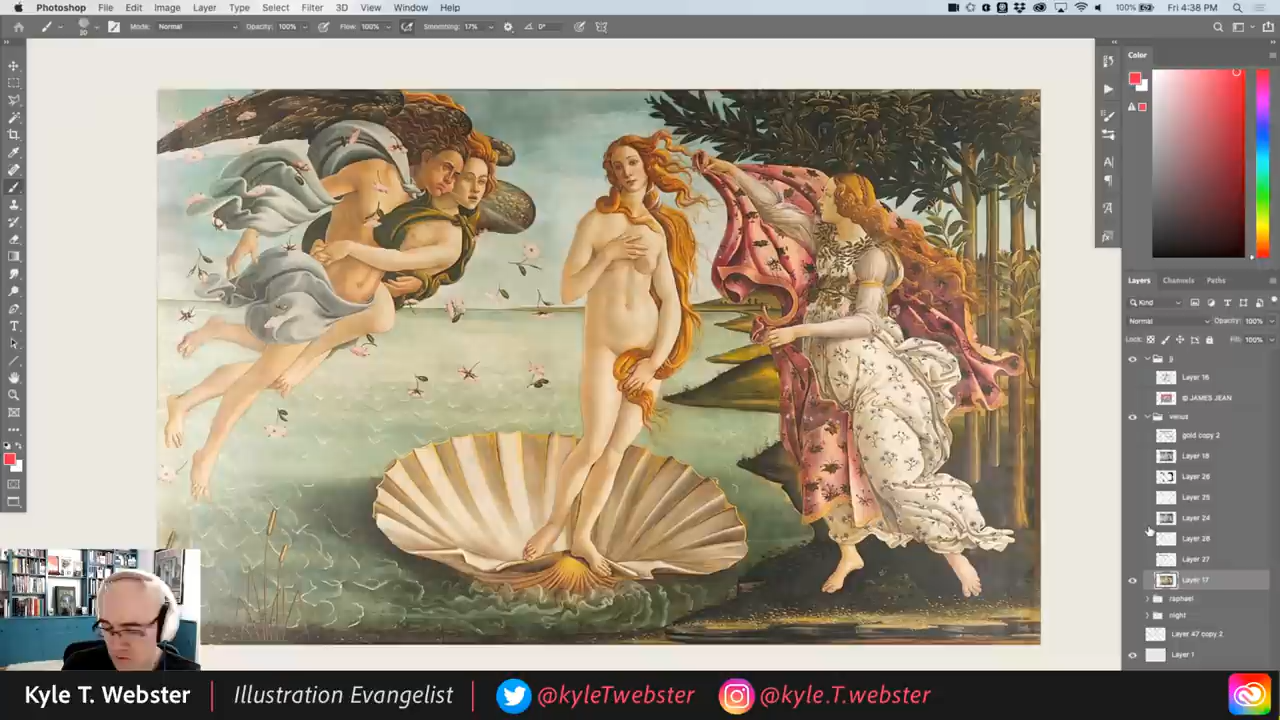 Photoshop File Edit Image Layer Type Select Filter 3D View Window Help 100% Fri 4:38 PM
Mode: Normal Opacity: 100% Flow: 100% Smoothing: 17% 0°
Color
Layers Channels Paths
Kind
Normal Opacity: 100%
Lock: Fill: 100%
Layer 16
© JAMES JEAN
venus
gold copy 2
Layer 18
Layer 26
Layer 25
Layer 24
Layer 28
Layer 27
Layer 17
raphael
night
Layer 47 copy 2
Layer 1
Kyle T. Webster | Illustration Evangelist @kyleTwebster @kyle.T.webster